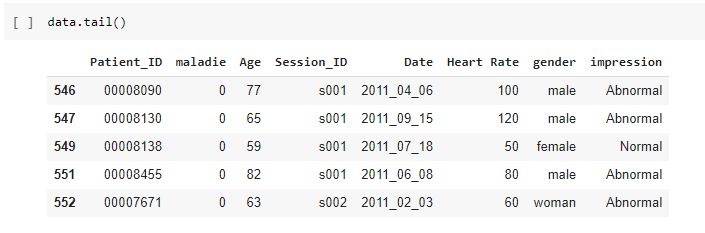 [ ] data.tail()
Patient_ID maladie Age Session_ID Date Heart Rate gender impression
546 00008090 0 77 s001 2011_04_06 100 male Abnormal
547 00008130 0 65 s001 2011_09_15 120 male Abnormal
549 00008138 0 59 s001 2011_07_18 50 female Normal
551 00008455 0 82 s001 2011_06_08 80 male Abnormal
552 00007671 0 63 s002 2011_02_03 60 woman Abnormal